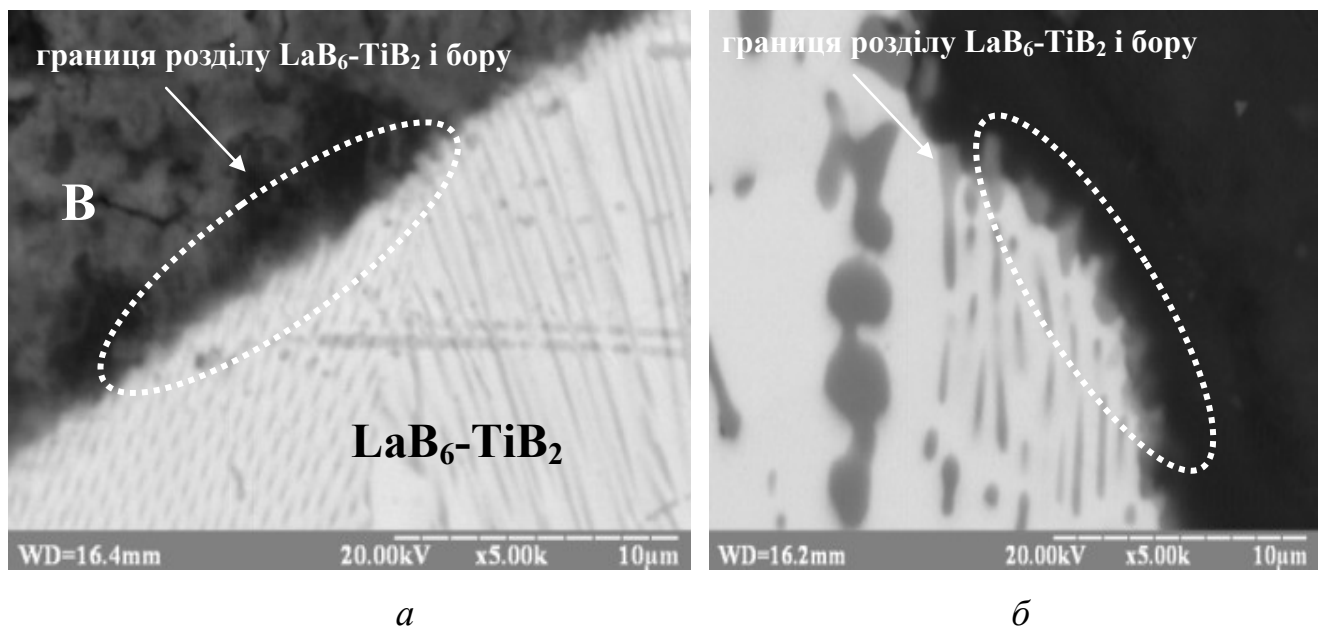 границя розділу LaB₆-TiB₂ і бору
B
LaB₆-TiB₂
WD=16.4mm 20.00kV x5.00k 10μm
а
границя розділу LaB₆-TiB₂ і бору
WD=16.2mm 20.00kV x5.00k 10μm
б